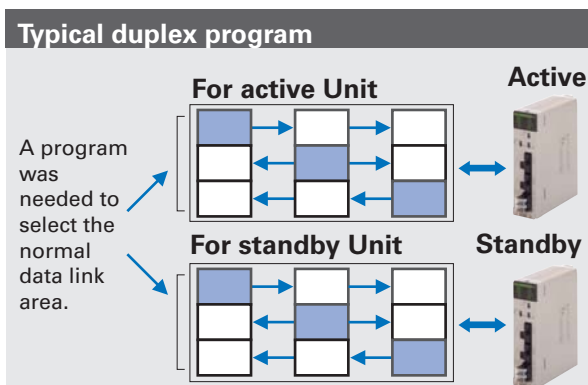 Typical duplex program
For active Unit
Active
A program
was
needed to
select the
normal
data link
area.
For standby Unit
Standby